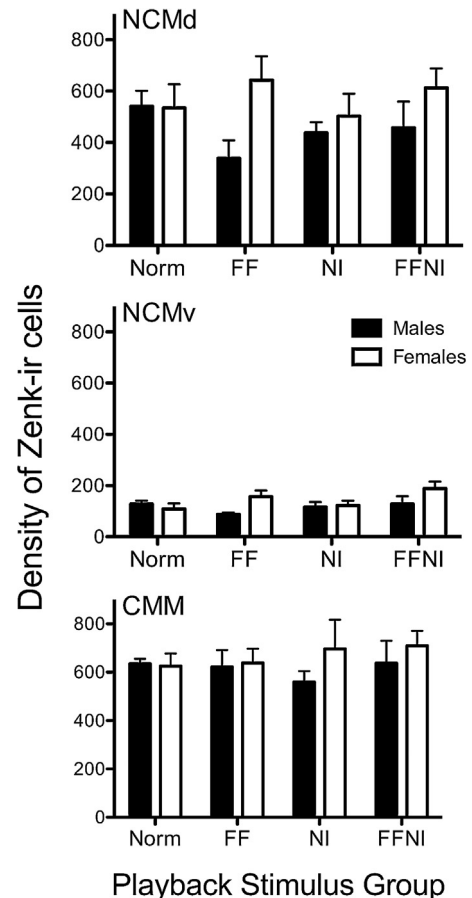 NCMd
800
600
400
200
0
Norm FF NI FFNI
NCMv
800
600
400
200
0
Males
Females
Norm FF NI FFNI
CMM
800
600
400
200
0
Norm FF NI FFNI
Density of Zenk-ir cells
Playback Stimulus Group